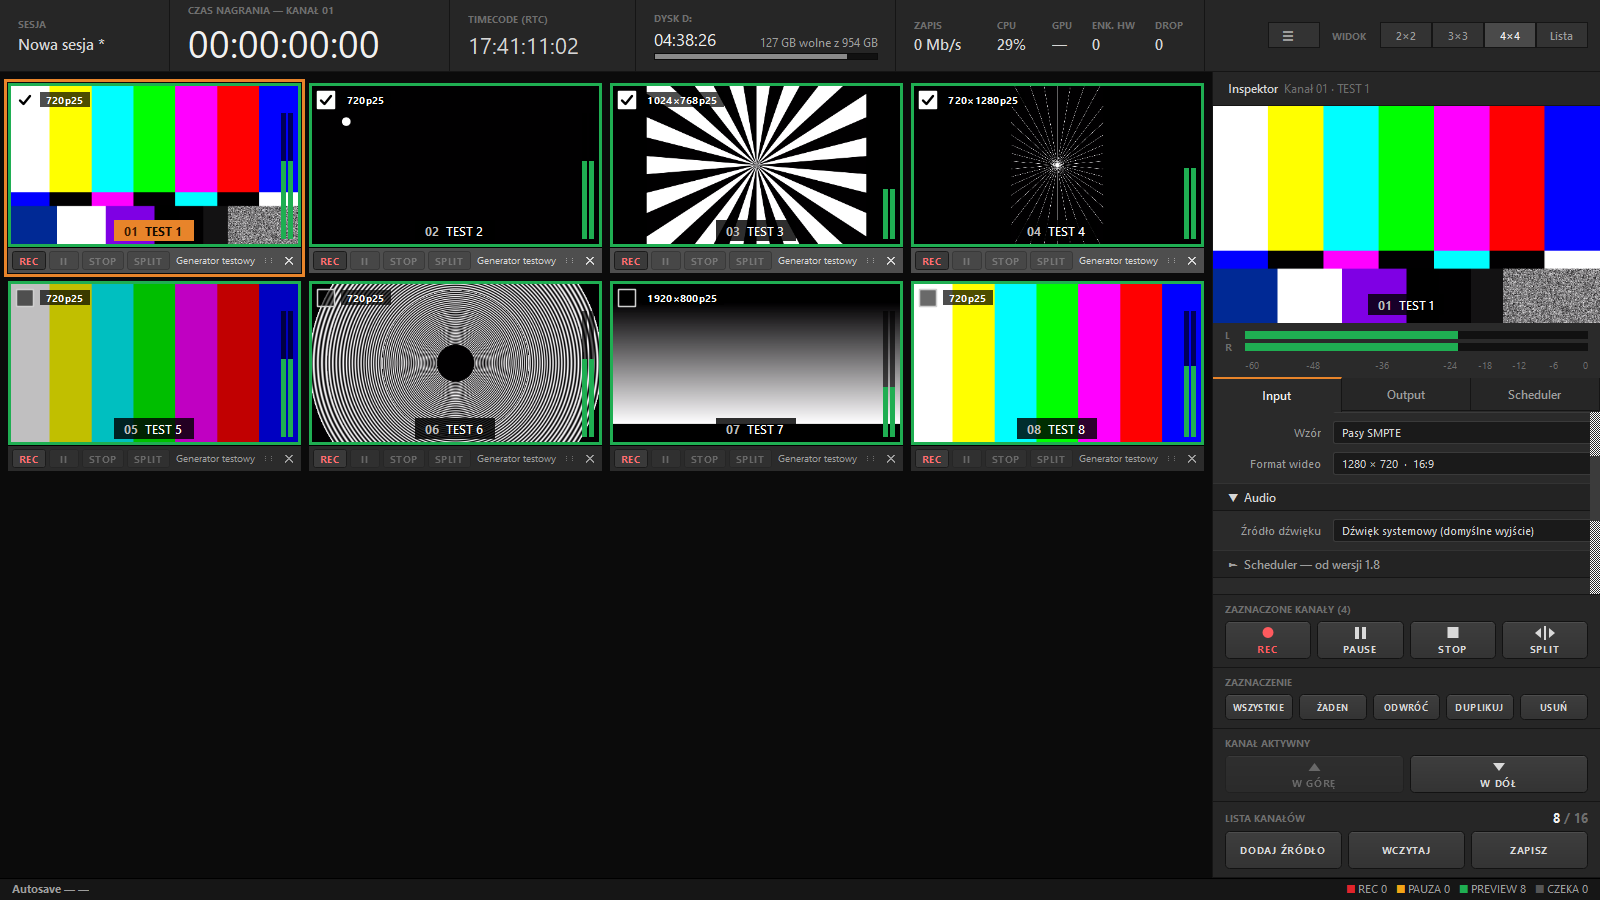 SESJA
Nowa sesja *
CZAS NAGRANIA — KANAŁ 01
00:00:00:00
TIMECODE (RTC)
17:41:11:02
DYSK D:
04:38:26
127 GB wolne z 954 GB
ZAPIS
0 Mb/s
CPU
29%
GPU
—
ENK. HW
0
DROP
0
WIDOK
2×2
3×3
4×4
Lista
720p25
01 TEST 1
REC
STOP
SPLIT
Generator testowy
720p25
02 TEST 2
REC
STOP
SPLIT
Generator testowy
1024×768p25
03 TEST 3
REC
STOP
SPLIT
Generator testowy
720×1280p25
04 TEST 4
REC
STOP
SPLIT
Generator testowy
720p25
05 TEST 5
REC
STOP
SPLIT
Generator testowy
720p25
06 TEST 6
REC
STOP
SPLIT
Generator testowy
1920×800p25
07 TEST 7
REC
STOP
SPLIT
Generator testowy
720p25
08 TEST 8
REC
STOP
SPLIT
Generator testowy
Inspektor Kanał 01 · TEST 1
01 TEST 1
L
R
-60 -48 -36 -24 -18 -12 -6 0
Input
Output
Scheduler
Wzór
Pasy SMPTE
Format wideo
1280 × 720 · 16:9
Audio
Źródło dźwięku
Dźwięk systemowy (domyślne wyjście)
Scheduler — od wersji 1.8
ZAZNACZONE KANAŁY (4)
REC
PAUSE
STOP
SPLIT
ZAZNACZENIE
WSZYSTKIE
ŻADEN
ODWRÓĆ
DUPLIKUJ
USUŃ
KANAŁ AKTYWNY
W GÓRĘ
W DÓŁ
LISTA KANAŁÓW
8 / 16
DODAJ ŹRÓDŁO
WCZYTAJ
ZAPISZ
Autosave — —
REC 0
PAUZA 0
PREVIEW 8
CZEKA 0